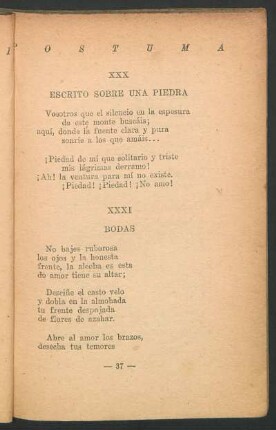 POSTUMA
XXX
ESCRITO SOBRE UNA PIEDRA
Vosotros que el silencio en la espesura
de este monte buscáis;
aquí, donde la fuente clara y pura
sonríe a los que amáis...
¡Piedad de mí que solitario y triste
mis lágrimas derramo!
¡Ah! la ventura para mí no existe.
¡Piedad! ¡Piedad! ¡No amo!
XXXI
BODAS
No bajes ruborosa
los ojos y la honesta
frente, la alcoba es esta
do amor tiene su altar;
Desciñe el casto velo
y dobla en la almohada
tu frente despojada
de flores de azahar.
Abre al amor los brazos,
desecha tus temores
— 37 —